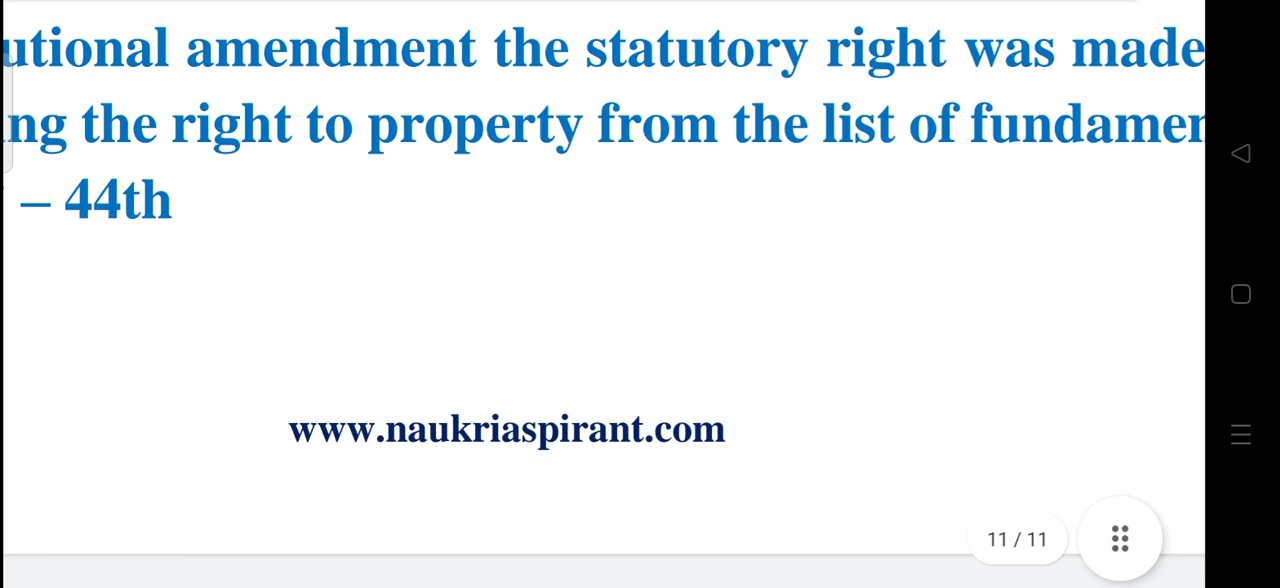 utional amendment the statutory right was made
ng the right to property from the list of fundamen
– 44th
www.naukriaspirant.com
11 / 11